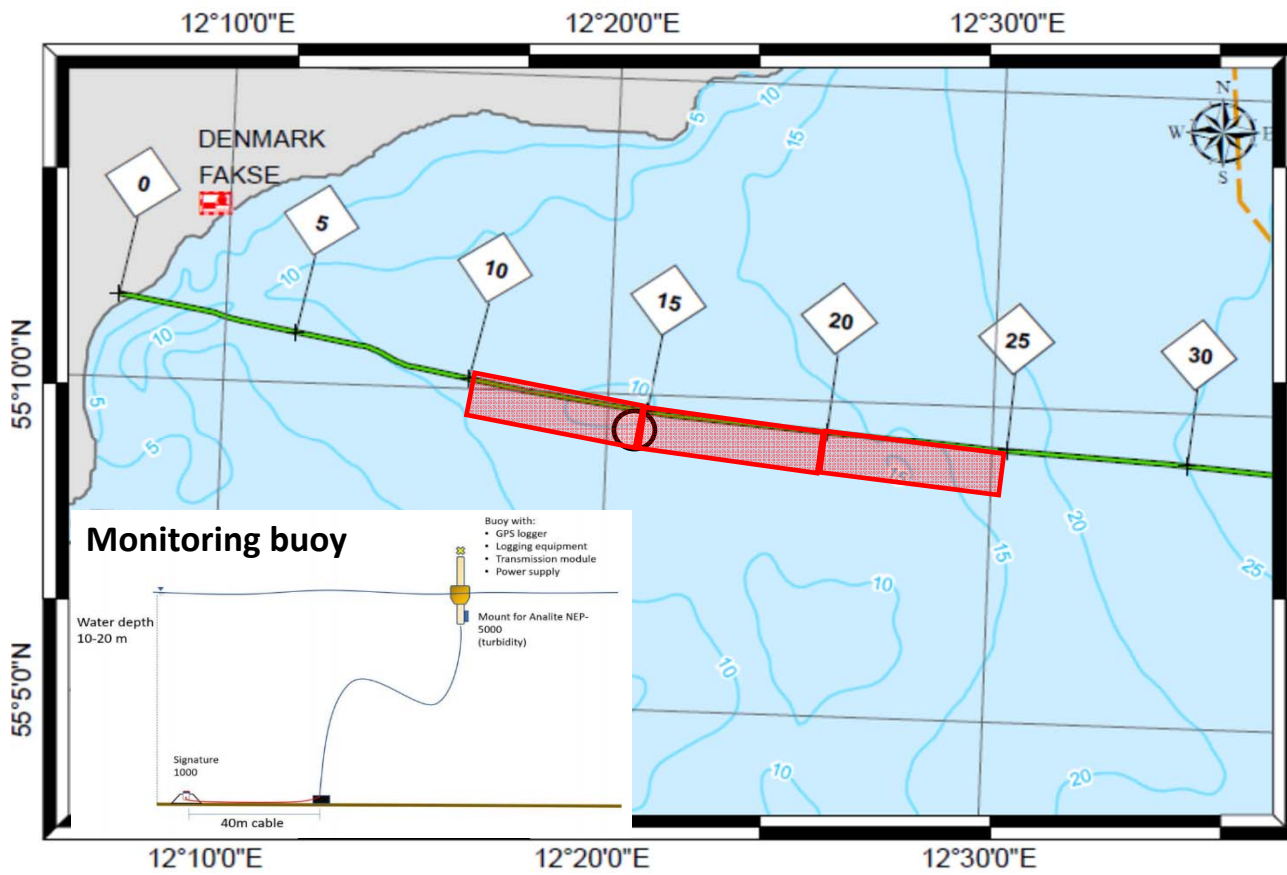 12°10'0"E
12°20'0"E
12°30'0"E
N
W
E
S
DENMARK
FAKSE
0
5
10
15
20
25
30
5
10
15
10
10
10
5
5
15
15
20
25
10
10
10
20
55°10'0"N
55°5'0"N
Monitoring buoy
Buoy with:
• GPS logger
• Logging equipment
• Transmission module
• Power supply
Water depth
10-20 m
Mount for Analite NEP-
5000
(turbidity)
Signature
1000
40m cable
12°10'0"E
12°20'0"E
12°30'0"E